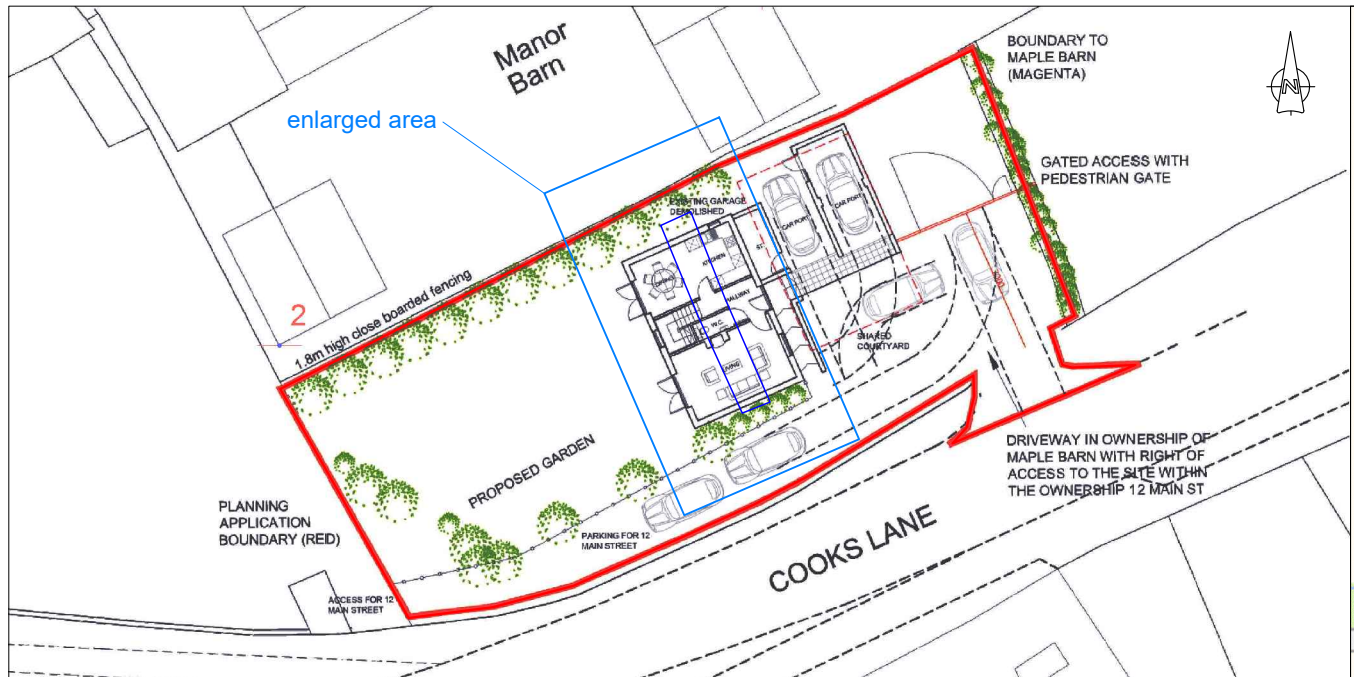 Manor
Barn
BOUNDARY TO
MAPLE BARN
(MAGENTA)
N
enlarged area
GATED ACCESS WITH
PEDESTRIAN GATE
EXISTING GARAGE
DEMOLISHED
CAR PORT
CAR PORT
ST.
KITCHEN
DINING
HALLWAY
W.C.
LIVING
SHARED
COURTYARD
2
1.8m high close boarded fencing
PROPOSED GARDEN
PLANNING
APPLICATION
BOUNDARY (RED)
PARKING FOR 12
MAIN STREET
ACCESS FOR 12
MAIN STREET
DRIVEWAY IN OWNERSHIP OF
MAPLE BARN WITH RIGHT OF
ACCESS TO THE SITE WITHIN
THE OWNERSHIP 12 MAIN ST
COOKS LANE